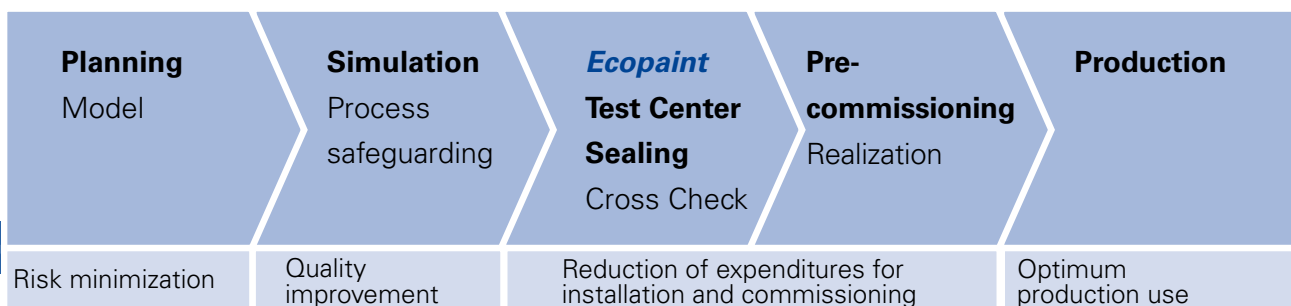 Planning
Model
Simulation
Process
safeguarding
Ecopaint
Test Center
Sealing
Cross Check
Pre-
commissioning
Realization
Production
Risk minimization
Quality
improvement
Reduction of expenditures for
installation and commissioning
Optimum
production use